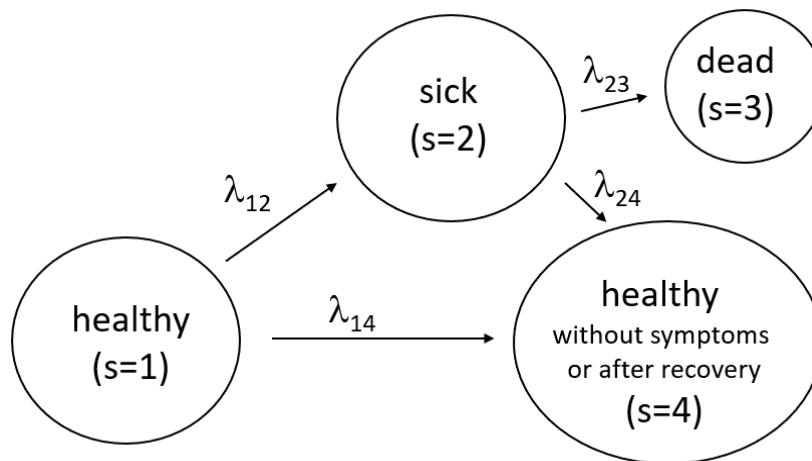 sick
(s=2)
λ23
dead
(s=3)
λ12
λ24
healthy
(s=1)
λ14
healthy
without symptoms
or after recovery
(s=4)